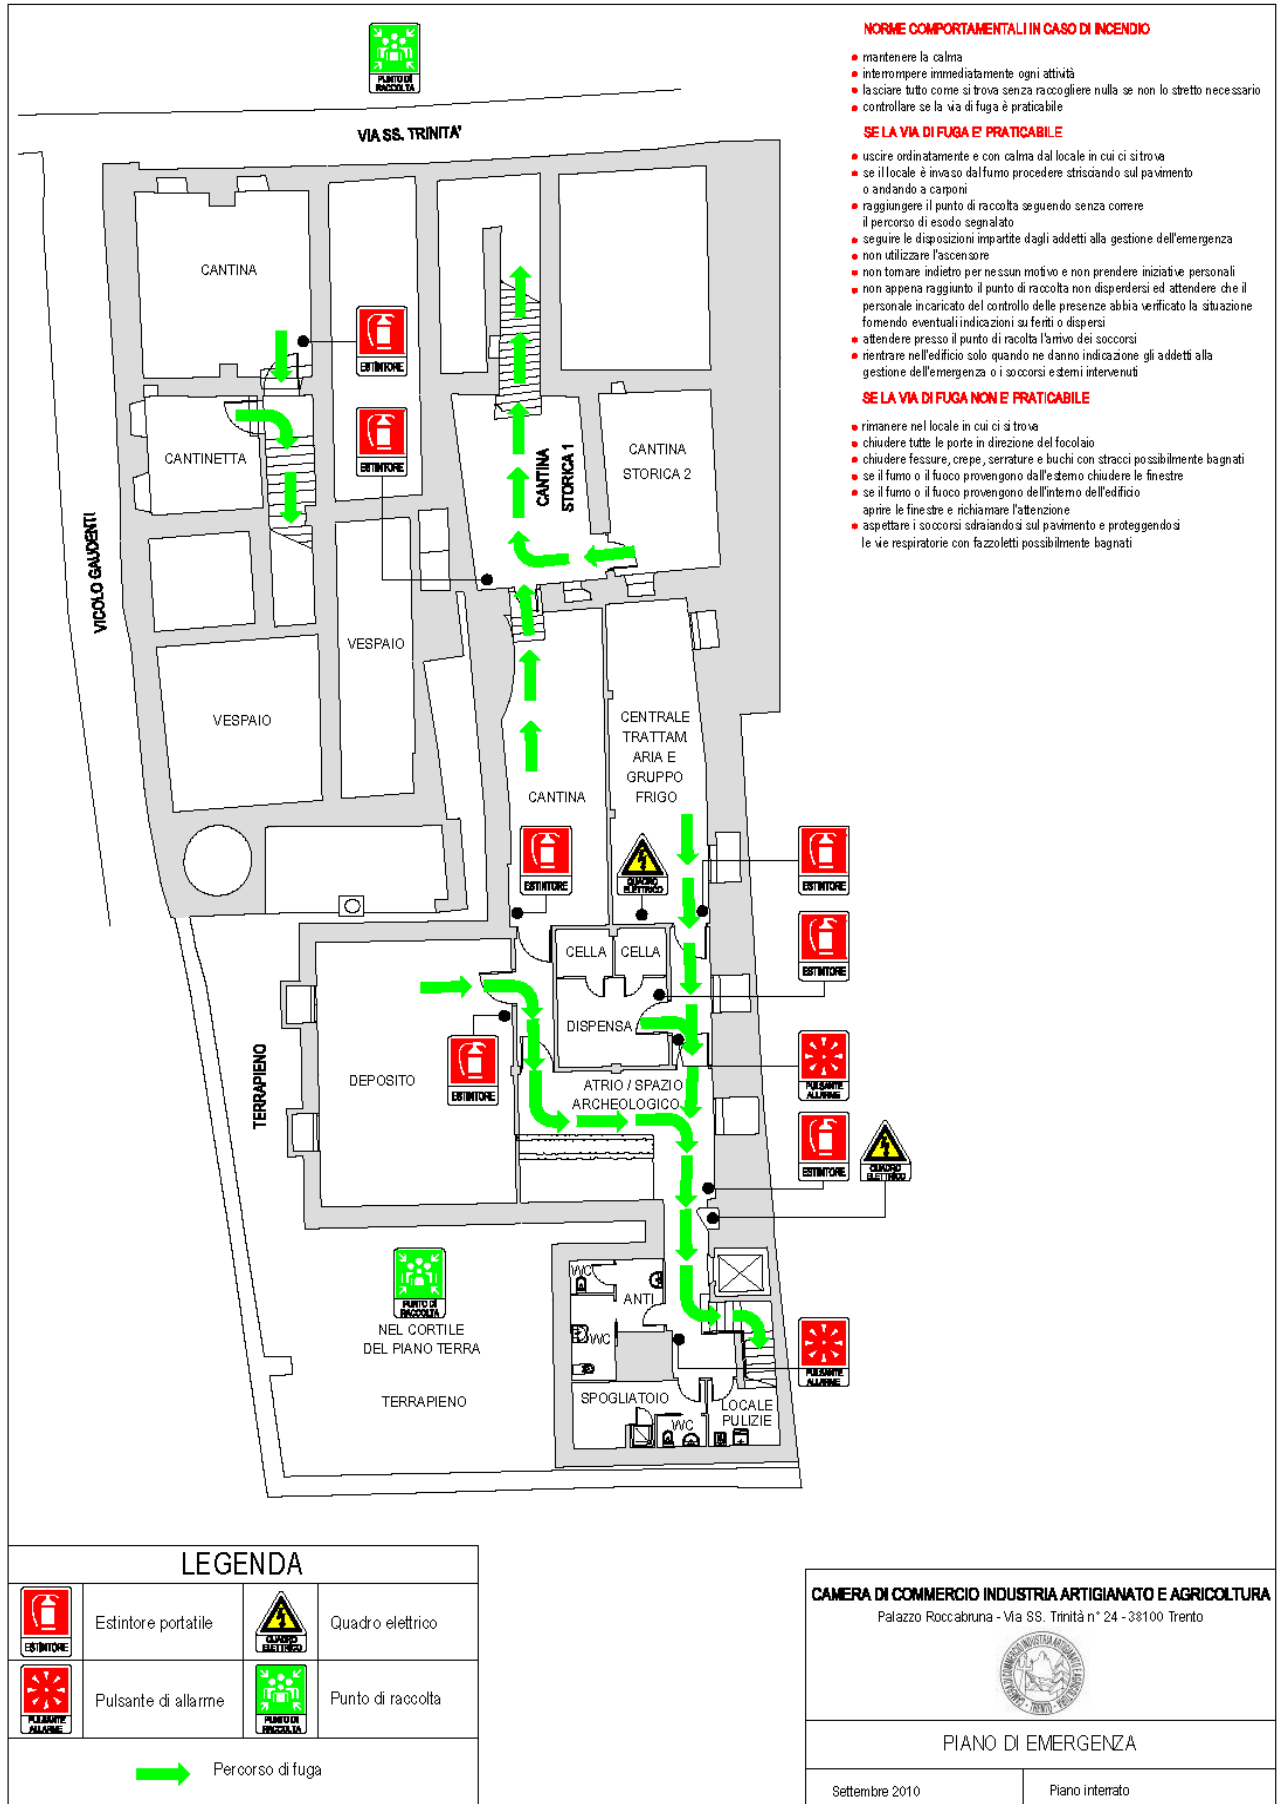 PUNTO DI
RACCOLTA
VIA SS. TRINITA'
NORME COMPORTAMENTALI IN CASO DI INCENDIO
mantenere la calma
interrompere immediatamente ogni attività
lasciare tutto come si trova senza raccogliere nulla se non lo stretto necessario
controllare se la via di fuga è praticabile
SE LA VIA DI FUGA E' PRATICABILE
uscire ordinatamente e con calma dal locale in cui ci si trova
se il locale è invaso dal fumo procedere strisciando sul pavimento
o andando a carponi
raggiungere il punto di raccolta seguendo senza correre
il percorso di esodo segnalato
seguire le disposizioni impartite dagli addetti alla gestione dell'emergenza
non utilizzare l'ascensore
non tornare indietro per nessun motivo e non prendere iniziative personali
non appena raggiunto il punto di raccolta non disperdersi ed attendere che il
personale incaricato del controllo delle presenze abbia verificato la situazione
fornendo eventuali indicazioni su feriti o dispersi
attendere presso il punto di racolta l'arrivo dei soccorsi
rientrare nell'edificio solo quando ne danno indicazione gli addetti alla
gestione dell'emergenza o i soccorsi esterni intervenuti
SE LA VIA DI FUGA NON E' PRATICABILE
rimanere nel locale in cui ci si trova
chiudere tutte le porte in direzione del focolaio
chiudere fessure, crepe, serrature e buchi con stracci possibilmente bagnati
se il fumo o il fuoco provengono dall'esterno chiudere le finestre
se il fumo o il fuoco provengono dell'interno dell'edificio
aprire le finestre e richiamare l'attenzione
aspettare i soccorsi sdraiandosi sul pavimento e proteggendosi
le vie respiratorie con fazzoletti possibilmente bagnati
CANTINA
ESTINTORE
ESTINTORE
CANTINETTA
CANTINA
STORICA 1
CANTINA
STORICA 2
VICOLO GAUDENTI
VESPAIO
VESPAIO
CENTRALE
TRATTAM.
ARIA E
GRUPPO
FRIGO
CANTINA
ESTINTORE
QUADRO
ELETTRICO
ESTINTORE
CELLA
CELLA
ESTINTORE
DISPENSA
TERRAPIENO
DEPOSITO
ESTINTORE
ATRIO / SPAZIO
ARCHEOLOGICO
PULSANTE
ALLARME
ESTINTORE
QUADRO
ELETTRICO
PUNTO DI
RACCOLTA
NEL CORTILE
DEL PIANO TERRA
TERRAPIENO
WC
ANTI
WC
PULSANTE
ALLARME
SPOGLIATOIO
WC
LOCALE
PULIZIE
LEGENDA
ESTINTORE
Estintore portatile
QUADRO
ELETTRICO
Quadro elettrico
PULSANTE
ALLARME
Pulsante di allarme
PUNTO DI
RACCOLTA
Punto di raccolta
Percorso di fuga
CAMERA DI COMMERCIO INDUSTRIA ARTIGIANATO E AGRICOLTURA
Palazzo Roccabruna - Via SS. Trinità n° 24 - 38100 Trento
CAMERA DI COMMERCIO INDUSTRIA ARTIGIANATO E AGRICOLTURA
- TRENTO -
PIANO DI EMERGENZA
Settembre 2010
Piano interrato